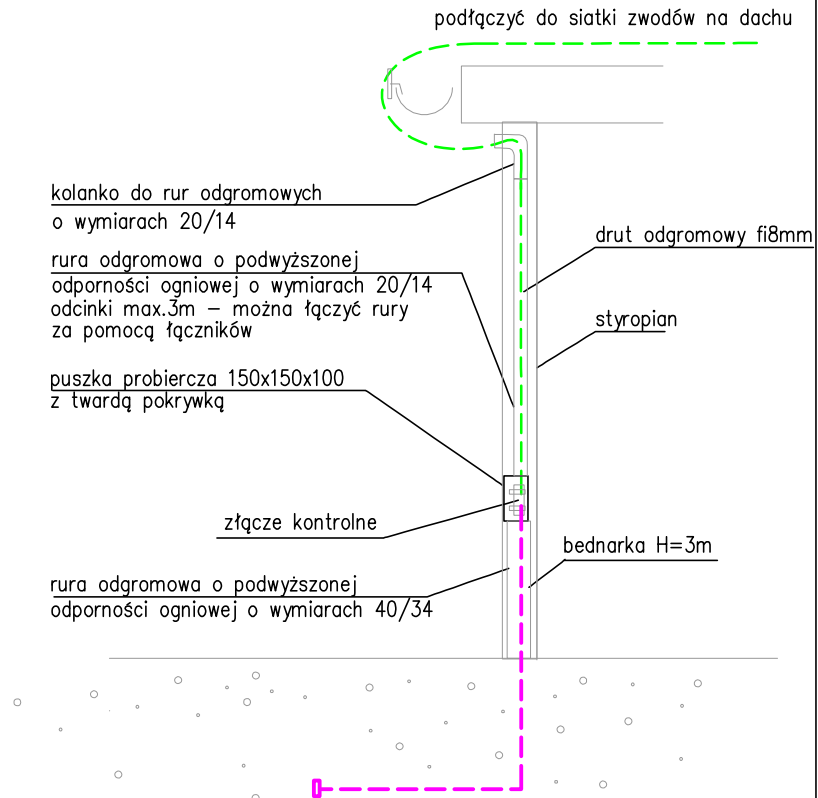 podłączyć do siatki zwodów na dachu
kolanko do rur odgromowych
o wymiarach 20/14
rura odgromowa o podwyższonej
odporności ogniowej o wymiarach 20/14
odcinki max.3m – można łączyć rury
za pomocą łączników
drut odgromowy fi8mm
styropian
puszka probiercza 150x150x100
z twardą pokrywką
złącze kontrolne
bednarka H=3m
rura odgromowa o podwyższonej
odporności ogniowej o wymiarach 40/34